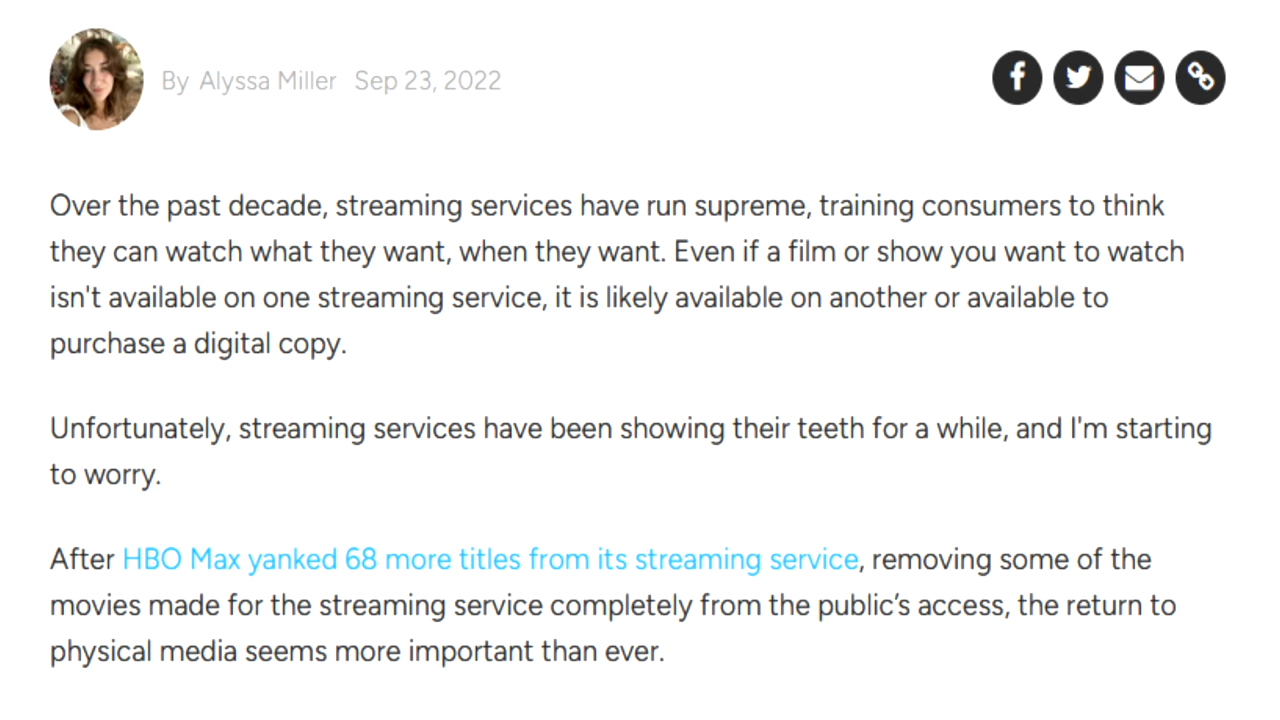 By Alyssa Miller Sep 23, 2022
Over the past decade, streaming services have run supreme, training consumers to think
they can watch what they want, when they want. Even if a film or show you want to watch
isn't available on one streaming service, it is likely available on another or available to
purchase a digital copy.
Unfortunately, streaming services have been showing their teeth for a while, and I'm starting
to worry.
After HBO Max yanked 68 more titles from its streaming service, removing some of the
movies made for the streaming service completely from the public’s access, the return to
physical media seems more important than ever.